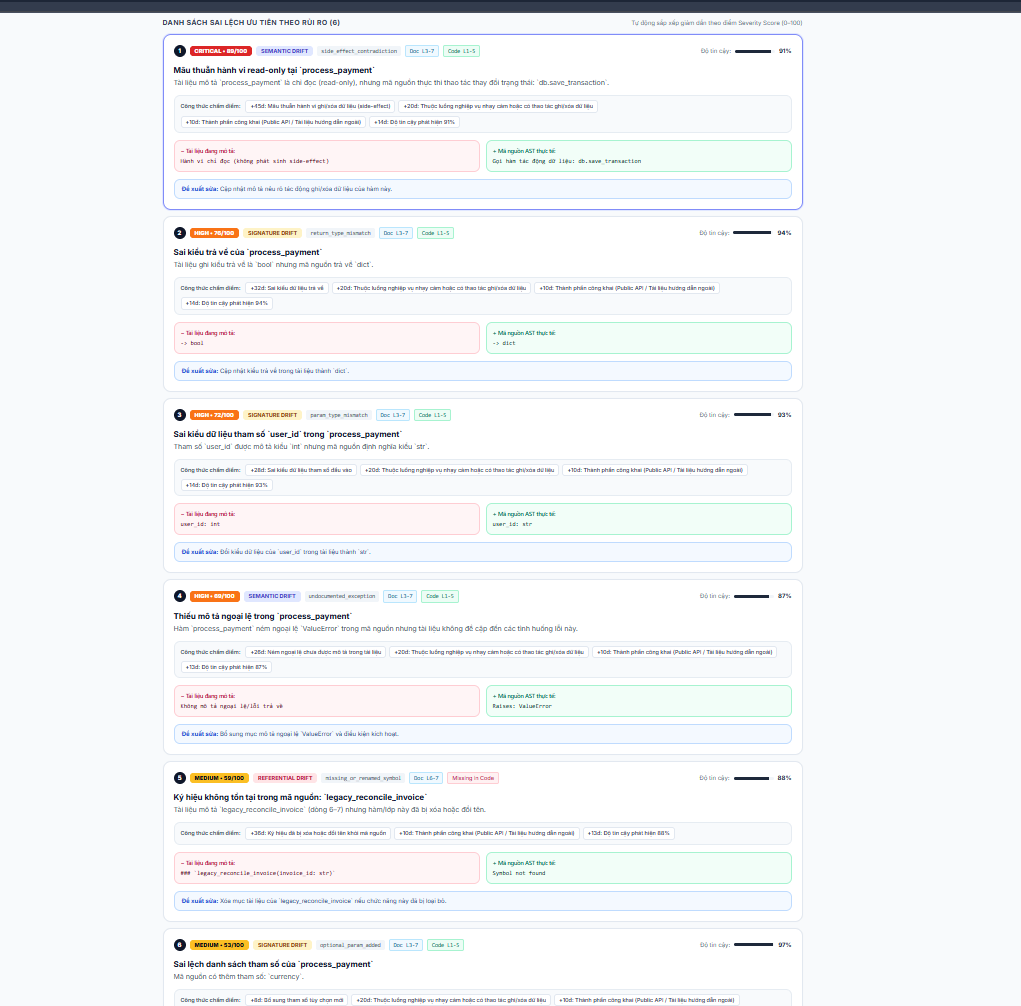 DANH SÁCH SAI LỆCH ƯU TIÊN THEO RỦI RO (6)
Tự động sắp xếp giảm dần theo điểm Severity Score (0-100)
1 CRITICAL • 89/100 SEMANTIC DRIFT side_effect_contradiction Doc L3-7 Code L1-5 Độ tin cậy: 91%
Mâu thuẫn hành vi read-only tại `process_payment`
Tài liệu mô tả `process_payment` là chỉ đọc (read-only), nhưng mã nguồn thực thi thao tác thay đổi trạng thái: `db.save_transaction`.
Công thức chấm điểm: +45đ: Mâu thuẫn hành vi ghi/xóa dữ liệu (side-effect) +20đ: Thuộc luồng nghiệp vụ nhạy cảm hoặc có thao tác ghi/xóa dữ liệu
+10đ: Thành phần công khai (Public API / Tài liệu hướng dẫn ngoài) +14đ: Độ tin cậy phát hiện 91%
− Tài liệu đang mô tả:
Hành vi chỉ đọc (không phát sinh side-effect)
+ Mã nguồn AST thực tế:
Gọi hàm tác động dữ liệu: db.save_transaction
Đề xuất sửa: Cập nhật mô tả nêu rõ tác động ghi/xóa dữ liệu của hàm này.
2 HIGH • 76/100 SIGNATURE DRIFT return_type_mismatch Doc L3-7 Code L1-5 Độ tin cậy: 94%
Sai kiểu trả về của `process_payment`
Tài liệu ghi kiểu trả về là `bool` nhưng mã nguồn trả về `dict`.
Công thức chấm điểm: +32đ: Sai kiểu dữ liệu trả về +20đ: Thuộc luồng nghiệp vụ nhạy cảm hoặc có thao tác ghi/xóa dữ liệu +10đ: Thành phần công khai (Public API / Tài liệu hướng dẫn ngoài)
+14đ: Độ tin cậy phát hiện 94%
− Tài liệu đang mô tả:
-> bool
+ Mã nguồn AST thực tế:
-> dict
Đề xuất sửa: Cập nhật kiểu trả về trong tài liệu thành `dict`.
3 HIGH • 72/100 SIGNATURE DRIFT param_type_mismatch Doc L3-7 Code L1-5 Độ tin cậy: 93%
Sai kiểu dữ liệu tham số `user_id` trong `process_payment`
Tham số `user_id` được mô tả kiểu `int` nhưng mã nguồn định nghĩa kiểu `str`.
Công thức chấm điểm: +28đ: Sai kiểu dữ liệu tham số đầu vào +20đ: Thuộc luồng nghiệp vụ nhạy cảm hoặc có thao tác ghi/xóa dữ liệu +10đ: Thành phần công khai (Public API / Tài liệu hướng dẫn ngoài)
+14đ: Độ tin cậy phát hiện 93%
− Tài liệu đang mô tả:
user_id: int
+ Mã nguồn AST thực tế:
user_id: str
Đề xuất sửa: Đổi kiểu dữ liệu của `user_id` trong tài liệu thành `str`.
4 HIGH • 69/100 SEMANTIC DRIFT undocumented_exception Doc L3-7 Code L1-5 Độ tin cậy: 87%
Thiếu mô tả ngoại lệ trong `process_payment`
Hàm `process_payment` ném ngoại lệ `ValueError` trong mã nguồn nhưng tài liệu không đề cập đến các tình huống lỗi này.
Công thức chấm điểm: +26đ: Ném ngoại lệ chưa được mô tả trong tài liệu +20đ: Thuộc luồng nghiệp vụ nhạy cảm hoặc có thao tác ghi/xóa dữ liệu +10đ: Thành phần công khai (Public API / Tài liệu hướng dẫn ngoài)
+13đ: Độ tin cậy phát hiện 87%
− Tài liệu đang mô tả:
Không mô tả ngoại lệ/lỗi trả về
+ Mã nguồn AST thực tế:
Raises: ValueError
Đề xuất sửa: Bổ sung mục mô tả ngoại lệ `ValueError` và điều kiện kích hoạt.
5 MEDIUM • 59/100 REFERENTIAL DRIFT missing_or_renamed_symbol Doc L6-7 Missing in Code Độ tin cậy: 88%
Ký hiệu không tồn tại trong mã nguồn: `legacy_reconcile_invoice`
Tài liệu mô tả `legacy_reconcile_invoice` (dòng 6-7) nhưng hàm/lớp này đã bị xóa hoặc đổi tên.
Công thức chấm điểm: +36đ: Ký hiệu đã bị xóa hoặc đổi tên khỏi mã nguồn +10đ: Thành phần công khai (Public API / Tài liệu hướng dẫn ngoài) +13đ: Độ tin cậy phát hiện 88%
− Tài liệu đang mô tả:
### `legacy_reconcile_invoice(invoice_id: str)`
+ Mã nguồn AST thực tế:
Symbol not found
Đề xuất sửa: Xóa mục tài liệu của `legacy_reconcile_invoice` nếu chức năng này đã bị loại bỏ.
6 MEDIUM • 53/100 SIGNATURE DRIFT optional_param_added Doc L3-7 Code L1-5 Độ tin cậy: 97%
Sai lệch danh sách tham số của `process_payment`
Mã nguồn có thêm tham số: `currency`.
Công thức chấm điểm: +8đ: Bổ sung tham số tùy chọn mới +20đ: Thuộc luồng nghiệp vụ nhạy cảm hoặc có thao tác ghi/xóa dữ liệu +10đ: Thành phần công khai (Public API / Tài liệu hướng dẫn ngoài)